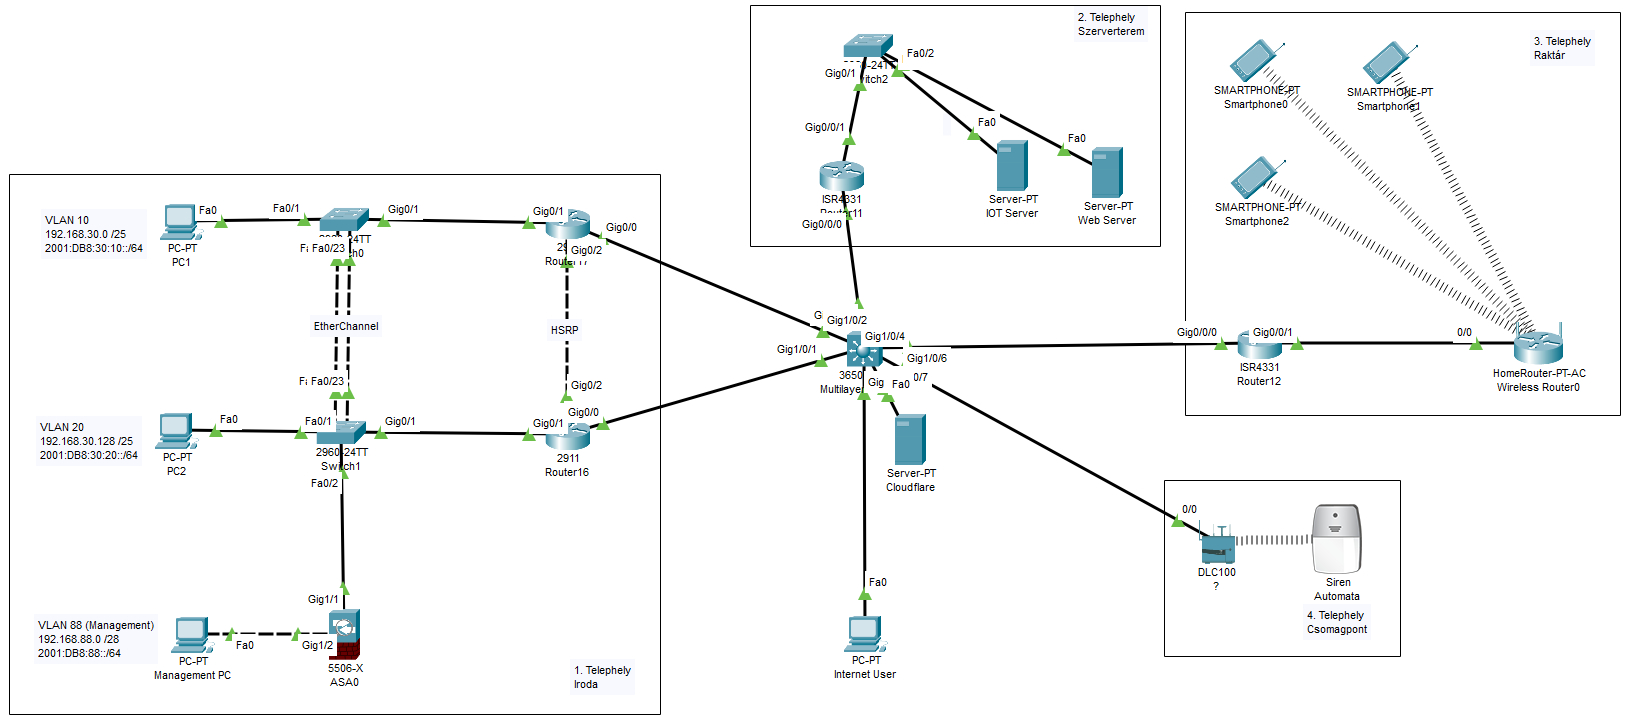 VLAN 10
192.168.30.0 /25
2001:DB8:30:10::/64
Fa0
PC-PT
PC1
Fa0/1
Gig0/1
Fa0/23
EtherChannel
Fa0/23
Gig0/1
Gig0/0
Gig0/2
HSRP
Gig0/2
Gig0/0
Gig0/1
2911
Router16
VLAN 20
192.168.30.128 /25
2001:DB8:30:20::/64
Fa0
PC-PT
PC2
Fa0/1
Gig0/1
2960-24TT
Switch1
Fa0/2
VLAN 88 (Management)
192.168.88.0 /28
2001:DB8:88::/64
Fa0
PC-PT
Management PC
Gig1/1
Gig1/2
5506-X
ASA0
1. Telephely
Iroda
2. Telephely
Szerverterem
Fa0/2
Gig0/1
Gig0/0/1
ISR4331
Router11
Gig0/0/0
Fa0
Server-PT
IOT Server
Fa0
Server-PT
Web Server
Gig1/0/2
Gig1/0/4
Gig1/0/1
Gig1/0/6
0/7
3650
Gig
Fa0
Server-PT
Cloudflare
Fa0
PC-PT
Internet User
3. Telephely
Raktár
SMARTPHONE-PT
Smartphone0
SMARTPHONE-PT
Smartphone1
SMARTPHONE-PT
Smartphone2
Gig0/0/0
Gig0/0/1
ISR4331
Router12
0/0
HomeRouter-PT-AC
Wireless Router0
0/0
DLC100
?
Siren
Automata
4. Telephely
Csomagpont